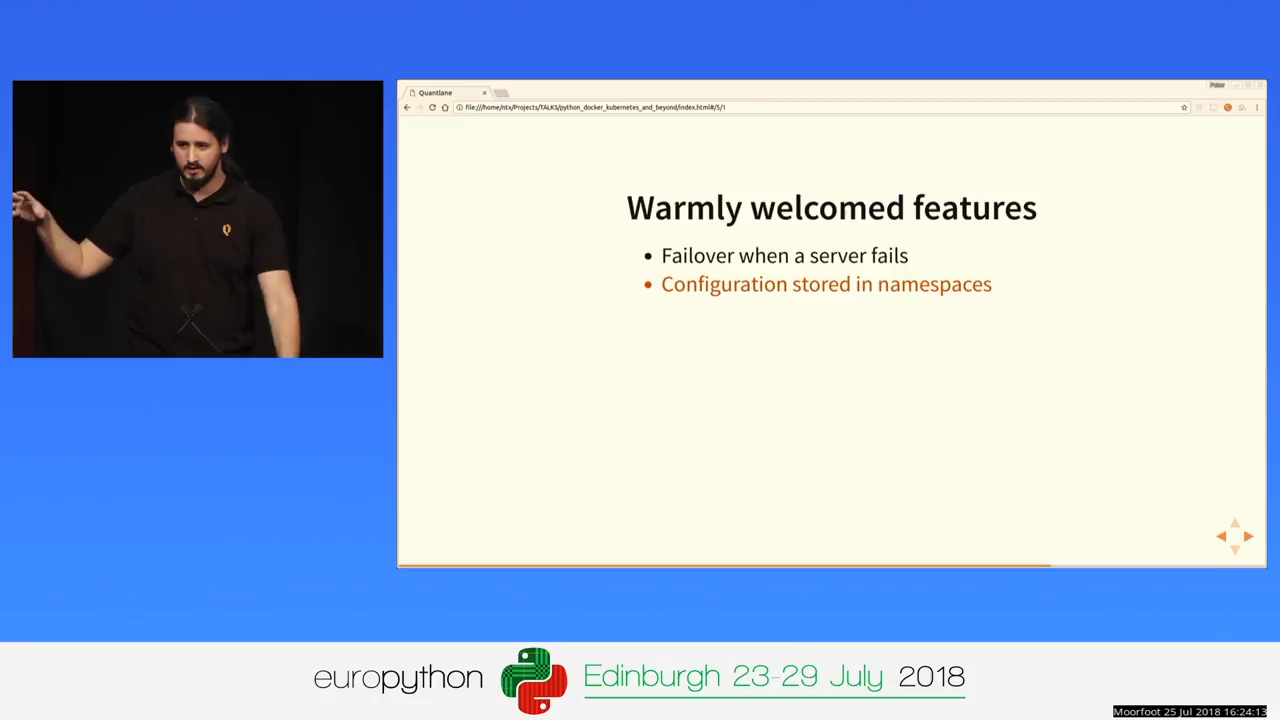 Quantlane
Peter
file:///home/ntx/Projects/TALKS/python_docker_kubernetes_and_beyond/index.html#/5/1
Warmly welcomed features
• Failover when a server fails
• Configuration stored in namespaces
Q
europython
Edinburgh 23-29 July 2018
Moorfoot 25 Jul 2018 16:24:13